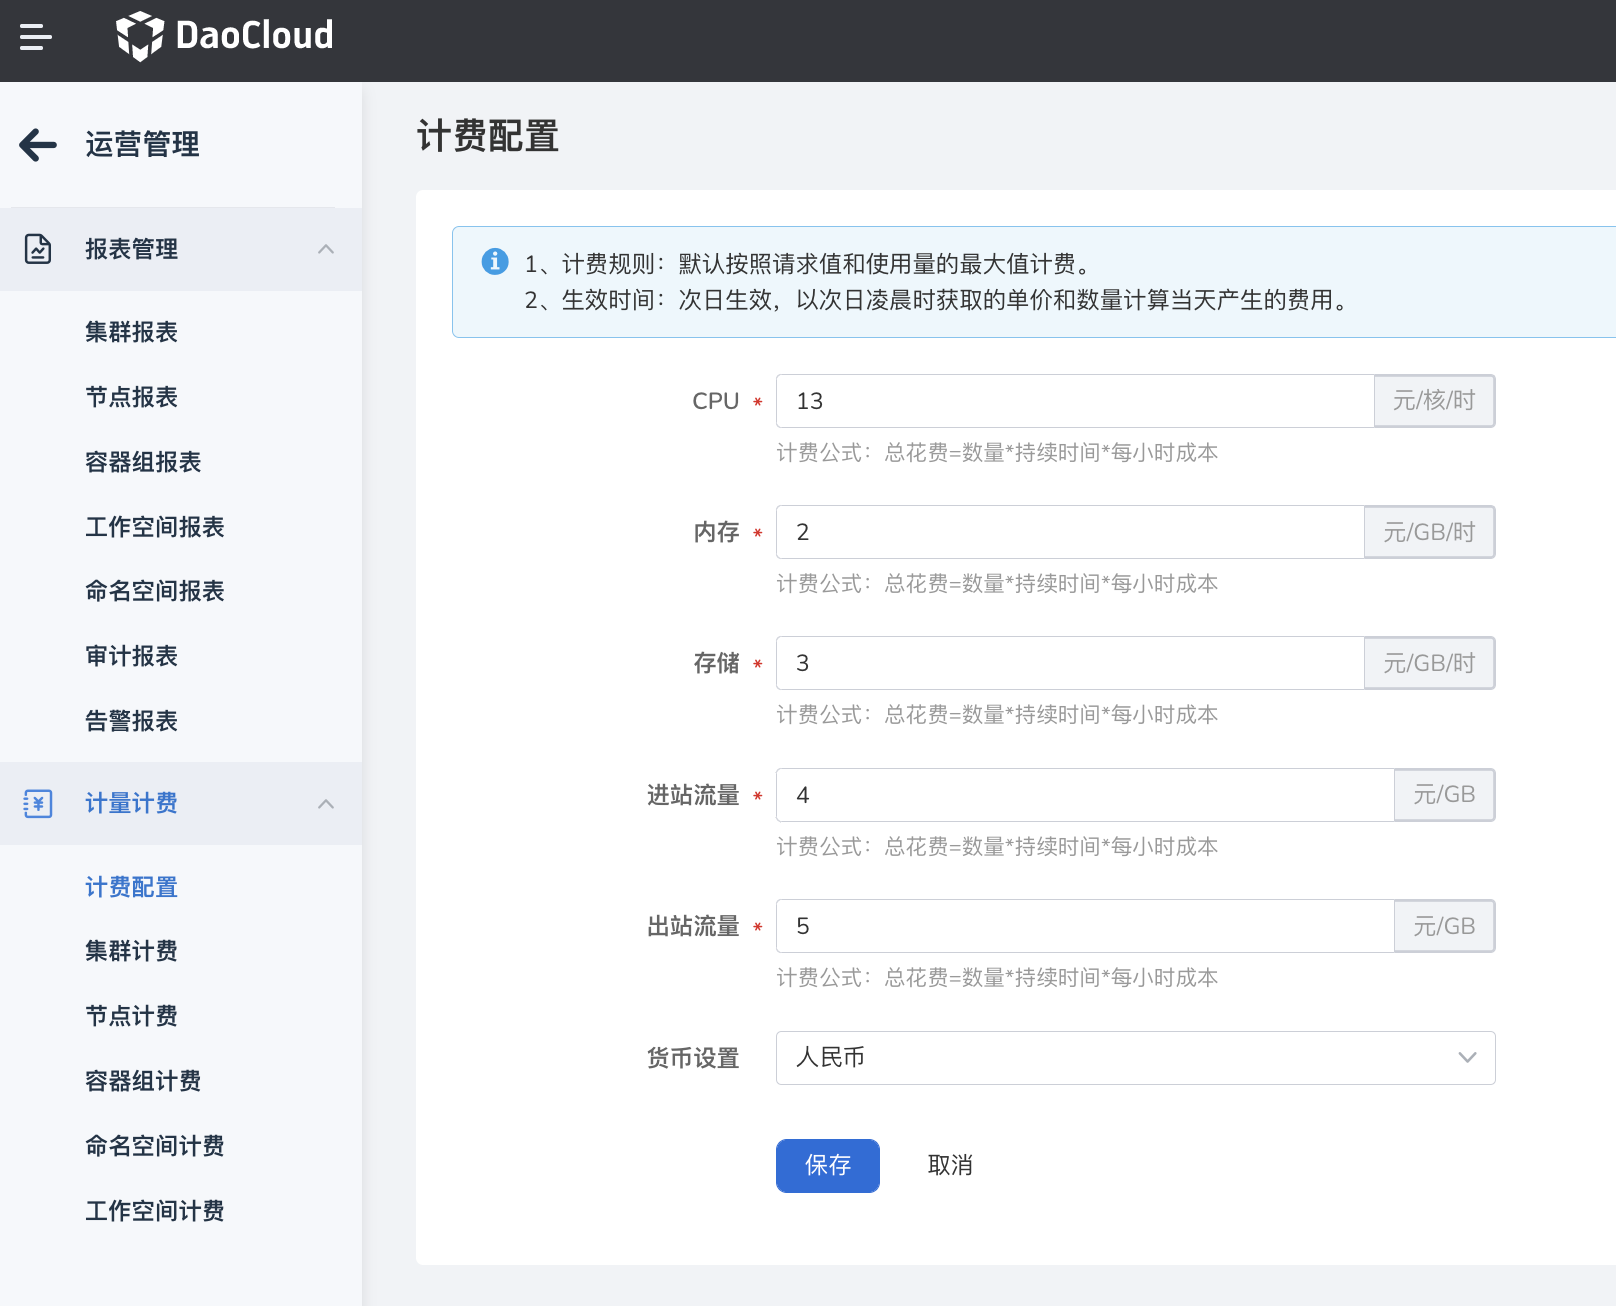 DaoCloud
运营管理
报表管理
集群报表
节点报表
容器组报表
工作空间报表
命名空间报表
审计报表
告警报表
计量计费
计费配置
集群计费
节点计费
容器组计费
命名空间计费
工作空间计费
计费配置
1、计费规则：默认按照请求值和使用量的最大值计费。
2、生效时间：次日生效，以次日凌晨时获取的单价和数量计算当天产生的费用。
CPU * 13 元/核/时
计费公式：总花费=数量*持续时间*每小时成本
内存 * 2 元/GB/时
计费公式：总花费=数量*持续时间*每小时成本
存储 * 3 元/GB/时
计费公式：总花费=数量*持续时间*每小时成本
进站流量 * 4 元/GB
计费公式：总花费=数量*持续时间*每小时成本
出站流量 * 5 元/GB
计费公式：总花费=数量*持续时间*每小时成本
货币设置 人民币
保存 取消